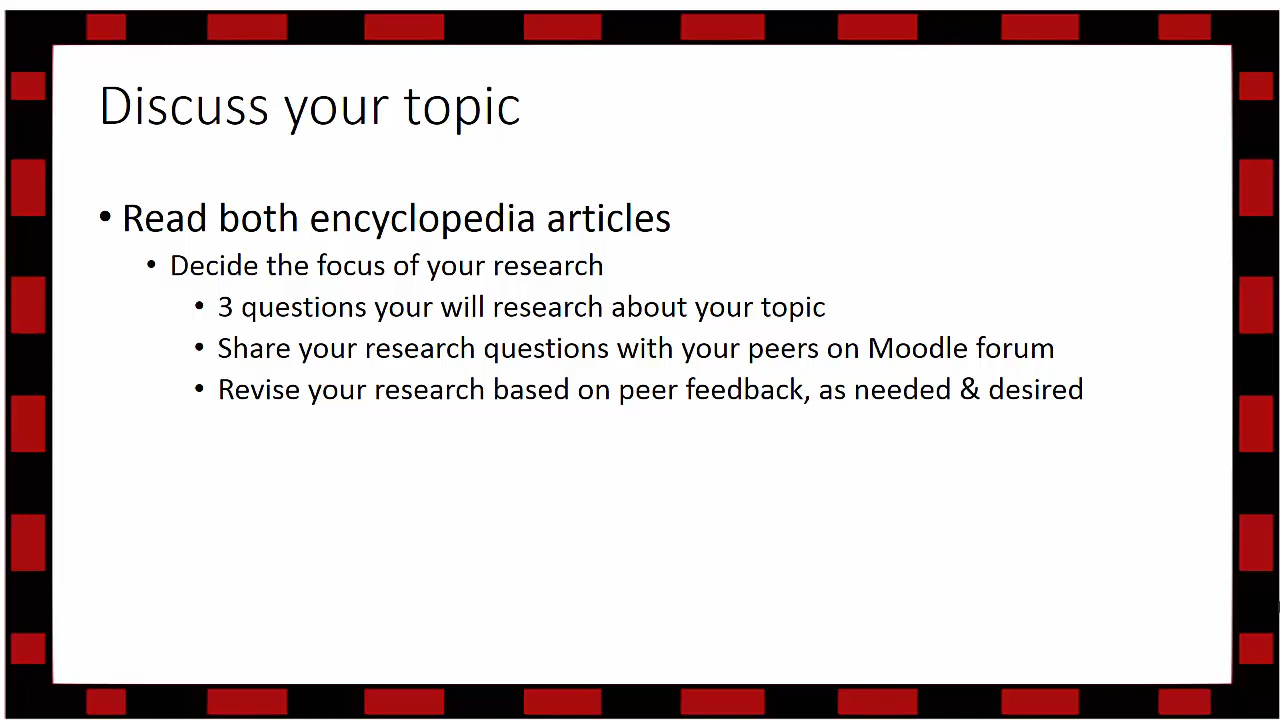 Discuss your topic
• Read both encyclopedia articles
• Decide the focus of your research
• 3 questions your will research about your topic
• Share your research questions with your peers on Moodle forum
• Revise your research based on peer feedback, as needed & desired